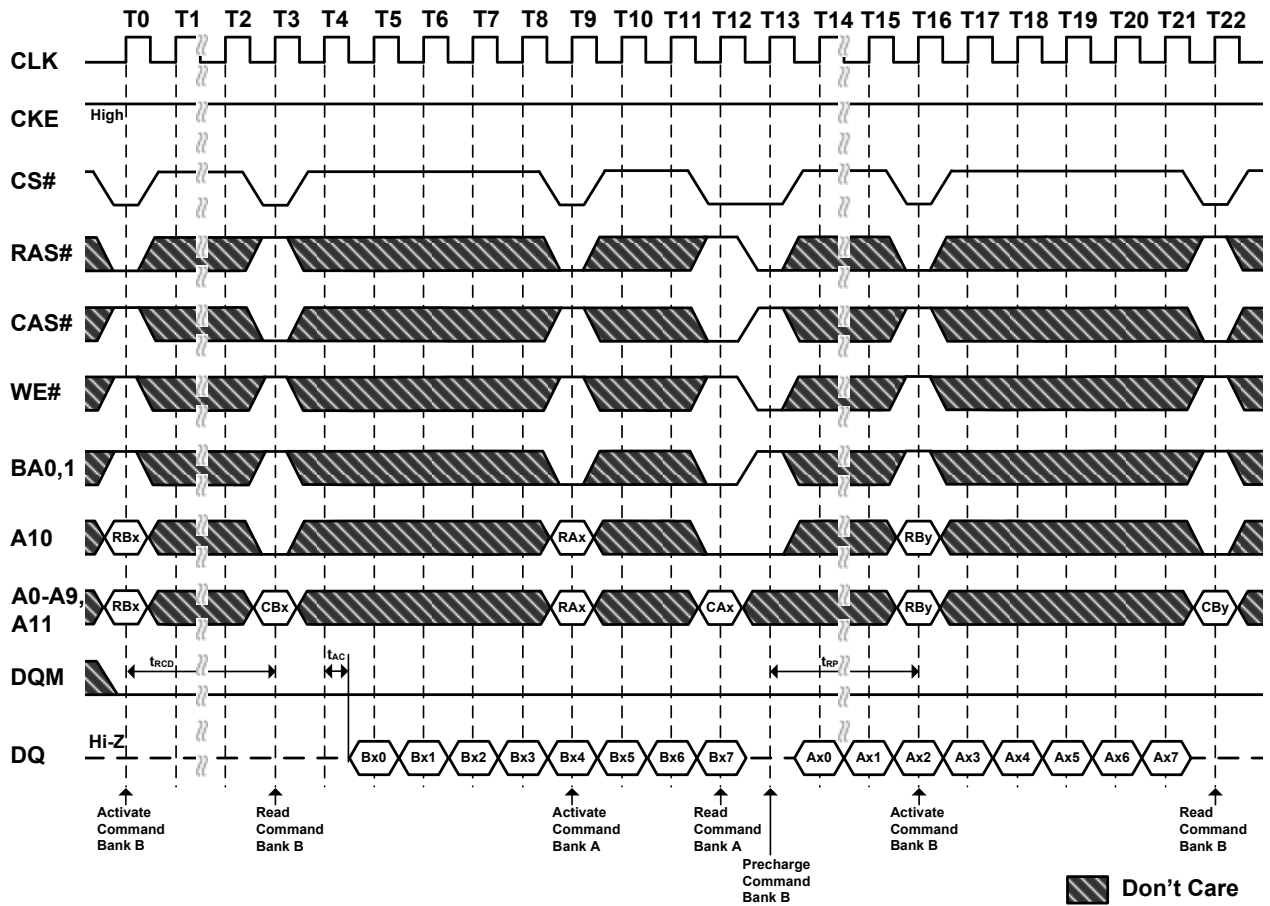 T0 T1 T2 T3 T4 T5 T6 T7 T8 T9 T10 T11 T12 T13 T14 T15 T16 T17 T18 T19 T20 T21 T22
CLK
CKE High
CS#
RAS#
CAS#
WE#
BA0,1
A10 RBx RAx RBy
A0-A9,
A11
RBx CBx RAx CAx RBy CBy
tRCD tAC tRP
DQM
Hi-Z
DQ Bx0 Bx1 Bx2 Bx3 Bx4 Bx5 Bx6 Bx7 Ax0 Ax1 Ax2 Ax3 Ax4 Ax5 Ax6 Ax7
Activate
Command
Bank B
Read
Command
Bank B
Activate
Command
Bank A
Read
Command
Bank A
Precharge
Command
Bank B
Activate
Command
Bank B
Read
Command
Bank B
Don't Care